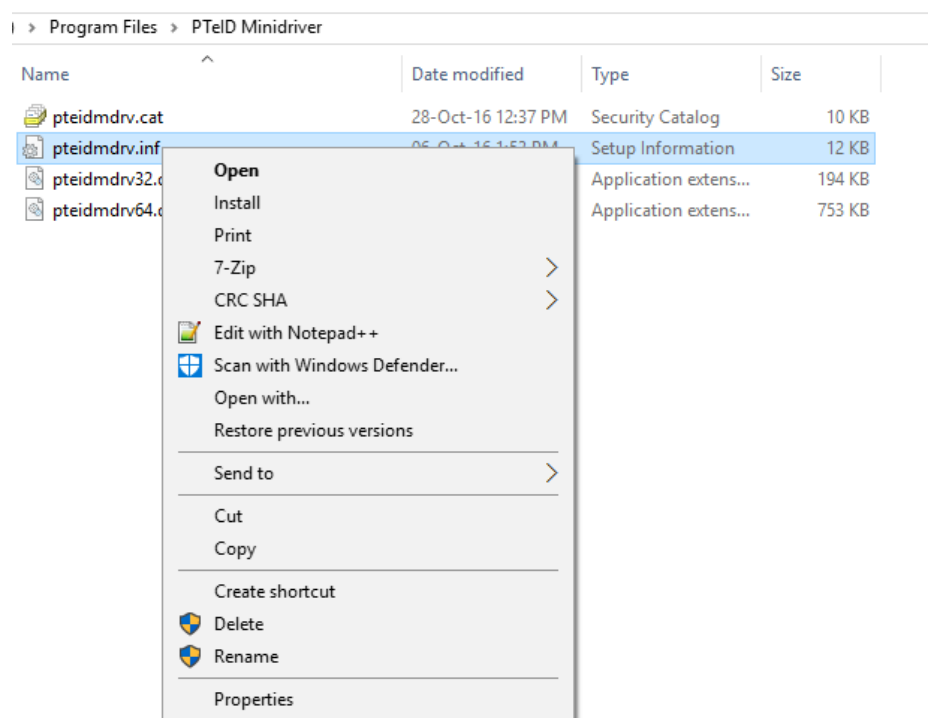 Program Files > PTeID Minidriver
Name Date modified Type Size
pteidmdrv.cat 28-Oct-16 12:37 PM Security Catalog 10 KB
pteidmdrv.inf Setup Information 12 KB
pteidmdrv32. Application extens... 194 KB
pteidmdrv64. Application extens... 753 KB
Open
Install
Print
7-Zip
CRC SHA
Edit with Notepad++
Scan with Windows Defender...
Open with...
Restore previous versions
Send to
Cut
Copy
Create shortcut
Delete
Rename
Properties